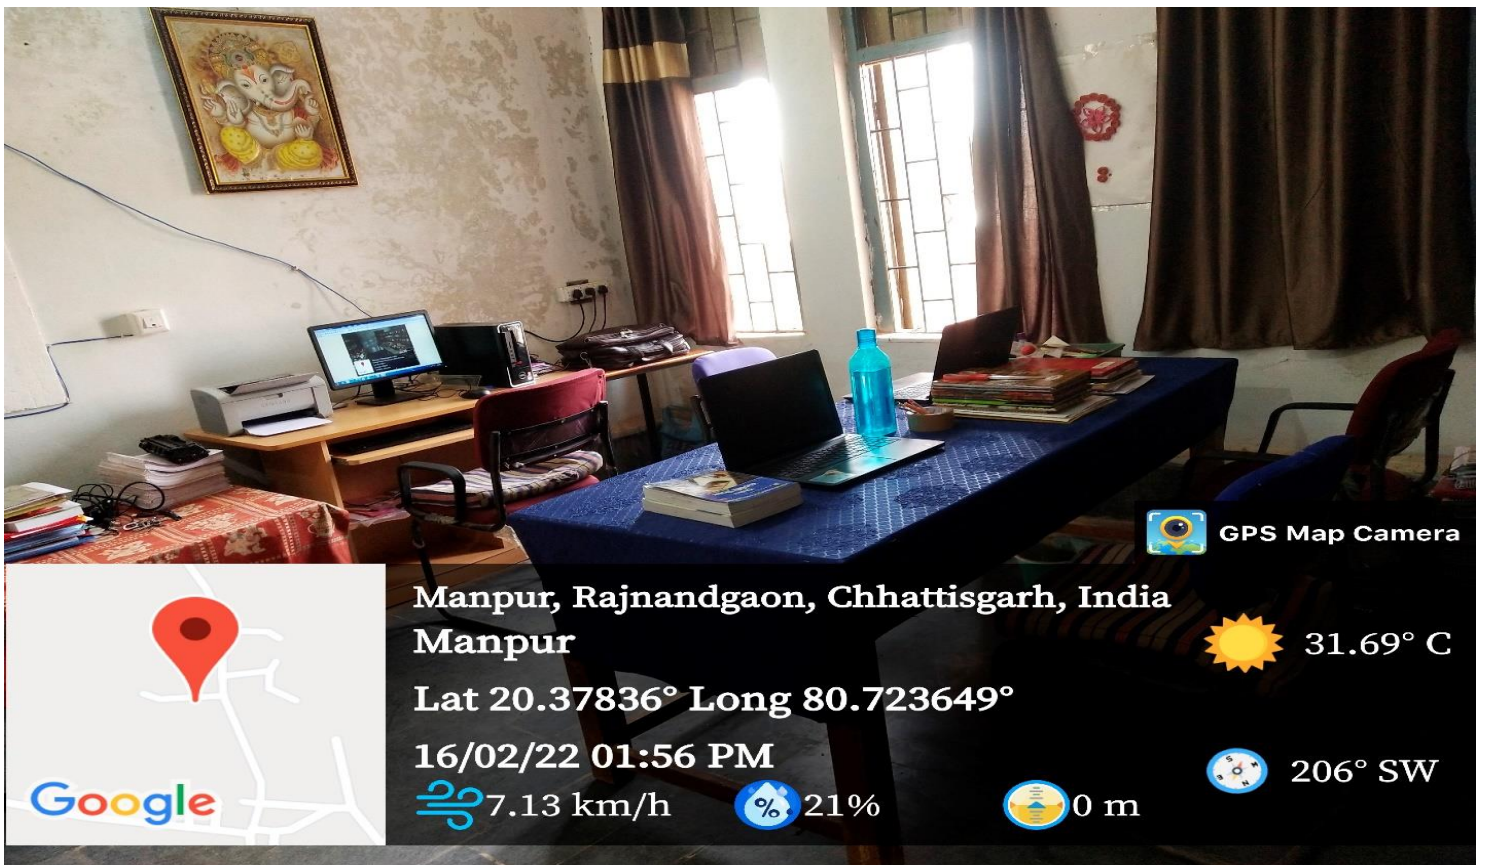 GPS Map Camera
Manpur, Rajnandgaon, Chhattisgarh, India
Manpur
31.69° C
Lat 20.37836° Long 80.723649°
16/02/22 01:56 PM
206° SW
7.13 km/h
%
21%
0 m
Google